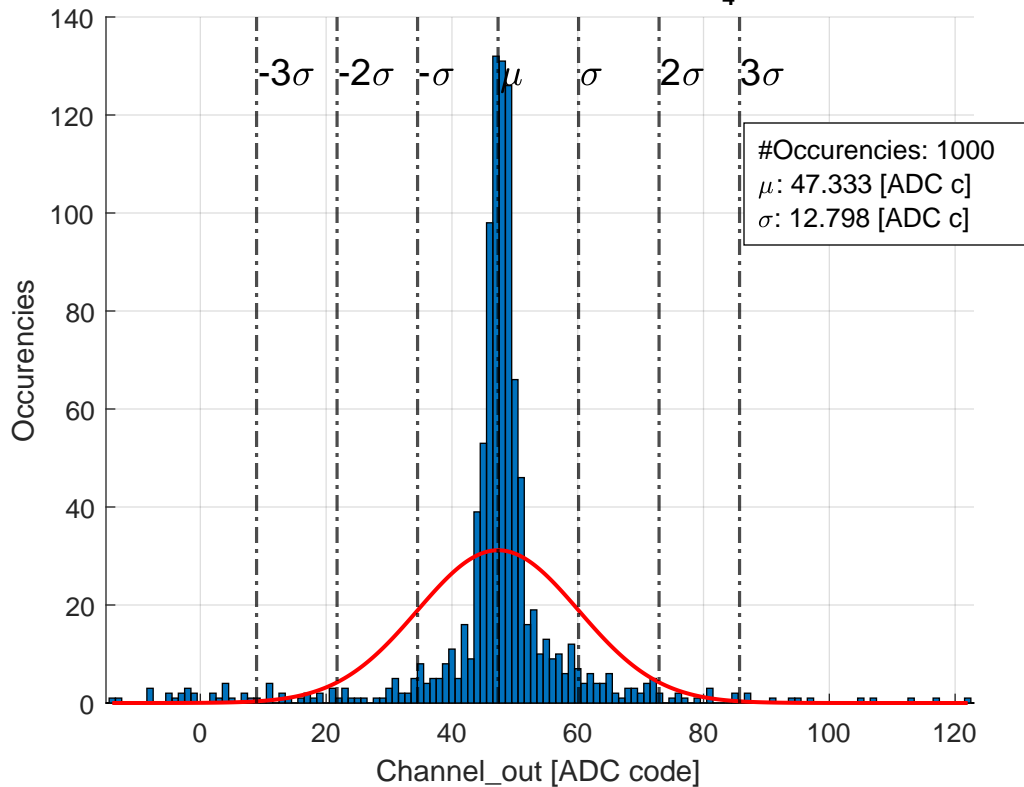 4
140
120
100
80
60
40
20
0
-3σ -2σ -σ μ σ 2σ 3σ
#Occurencies: 1000
μ: 47.333 [ADC c]
σ: 12.798 [ADC c]
Occurencies
0 20 40 60 80 100 120
Channel_out [ADC code]